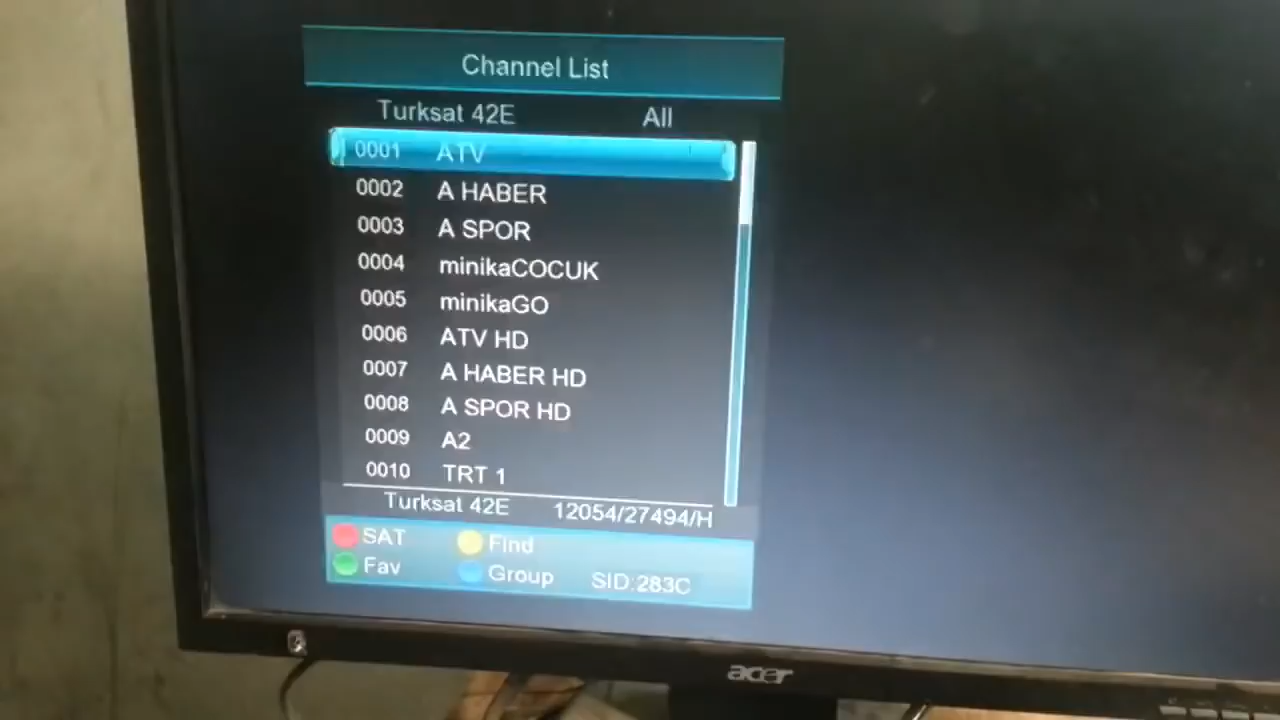 Channel List
Turksat 42E All
0001 ATV
0002 A HABER
0003 A SPOR
0004 minikaCOCUK
0005 minikaGO
0006 ATV HD
0007 A HABER HD
0008 A SPOR HD
0009 A2
0010 TRT 1
Turksat 42E 12054/27494/H
SAT Find
Fav Group SID:283C
acer